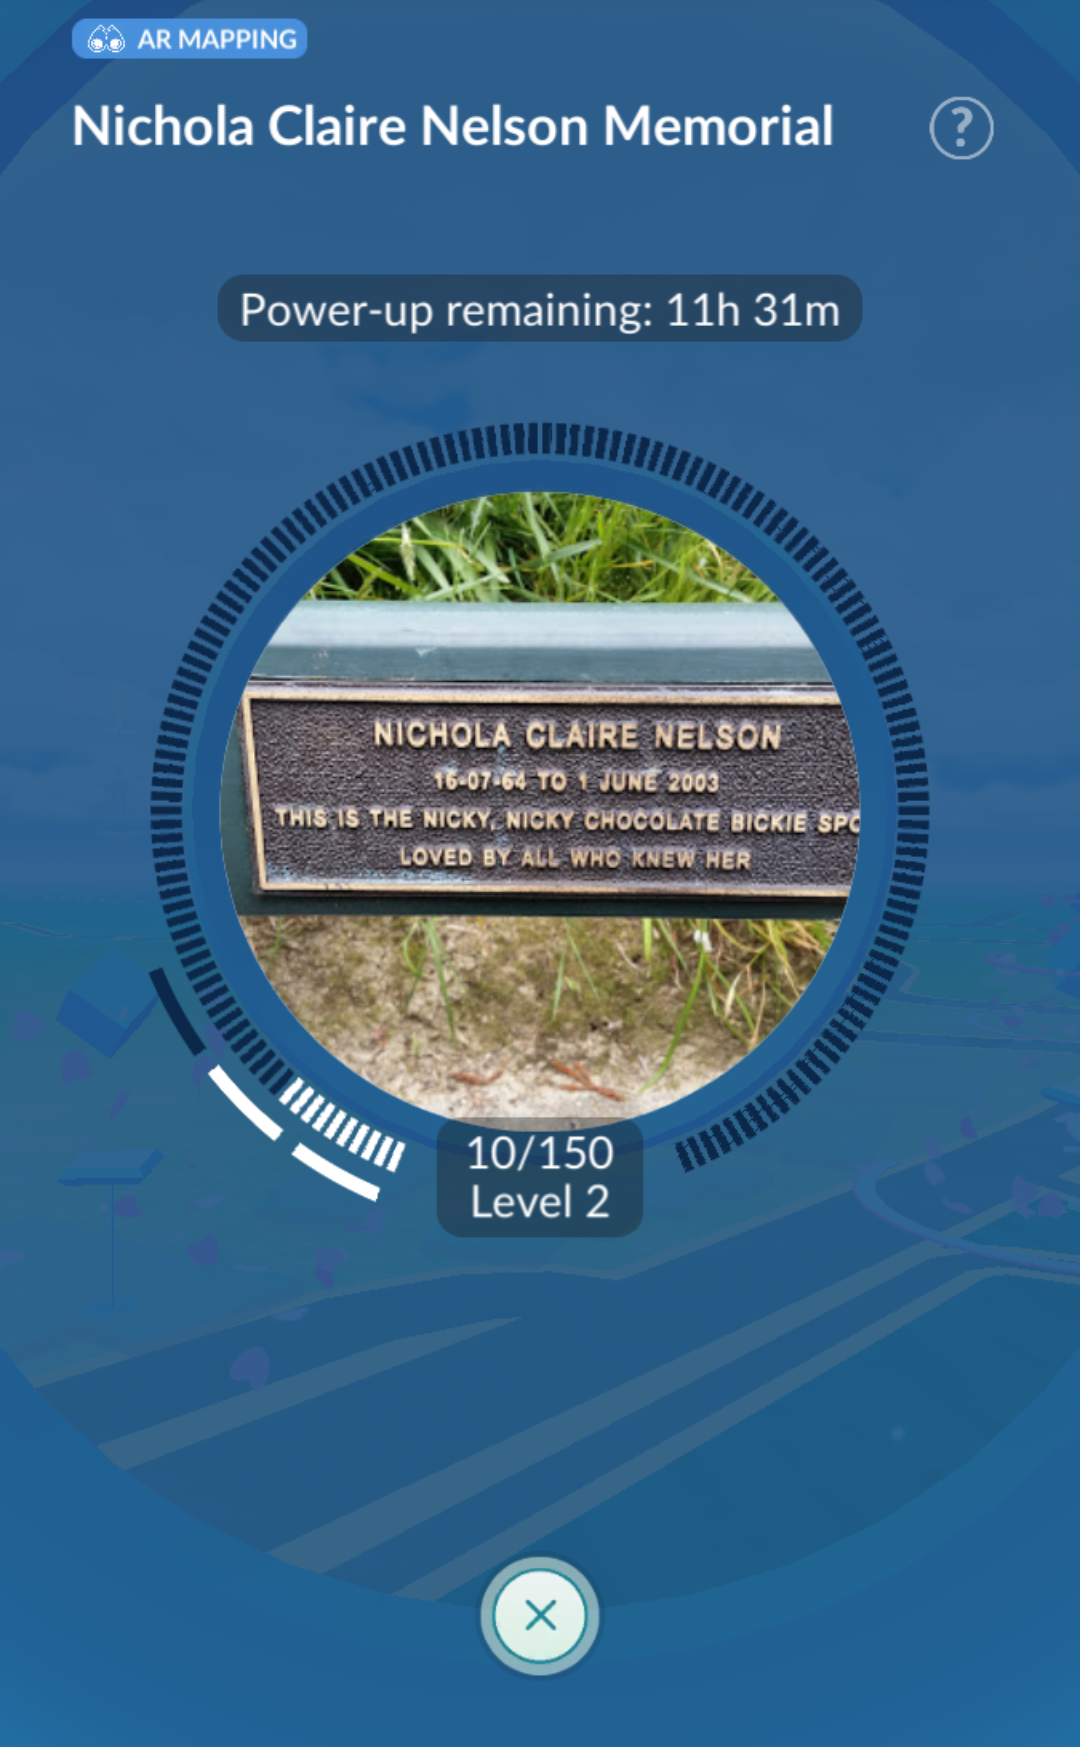 AR MAPPING
Nichola Claire Nelson Memorial
?
Power-up remaining: 11h 31m
NICHOLA CLAIRE NELSON
16-07-64 TO 1 JUNE 2003
THIS IS THE NICKY, NICKY CHOCOLATE BICKIE
LOVED BY ALL WHO KNEW HER
10/150
Level 2